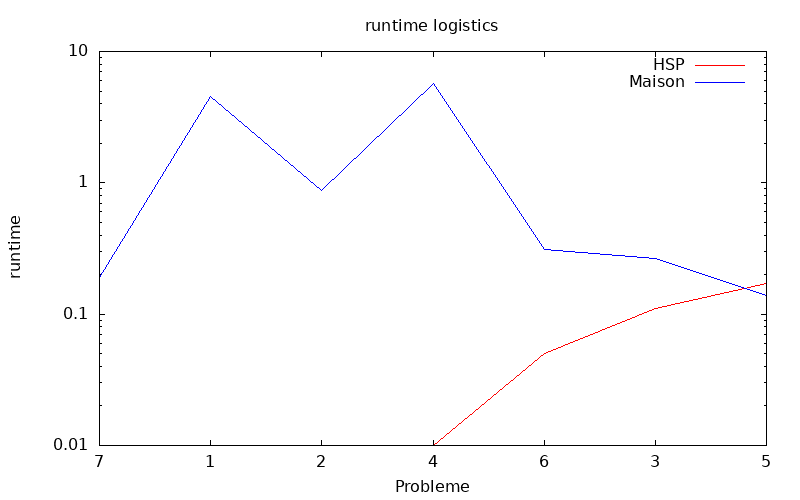 runtime logistics
10
HSP
Maison
1
runtime
0.1
0.01
7 1 2 4 6 3 5
Probleme